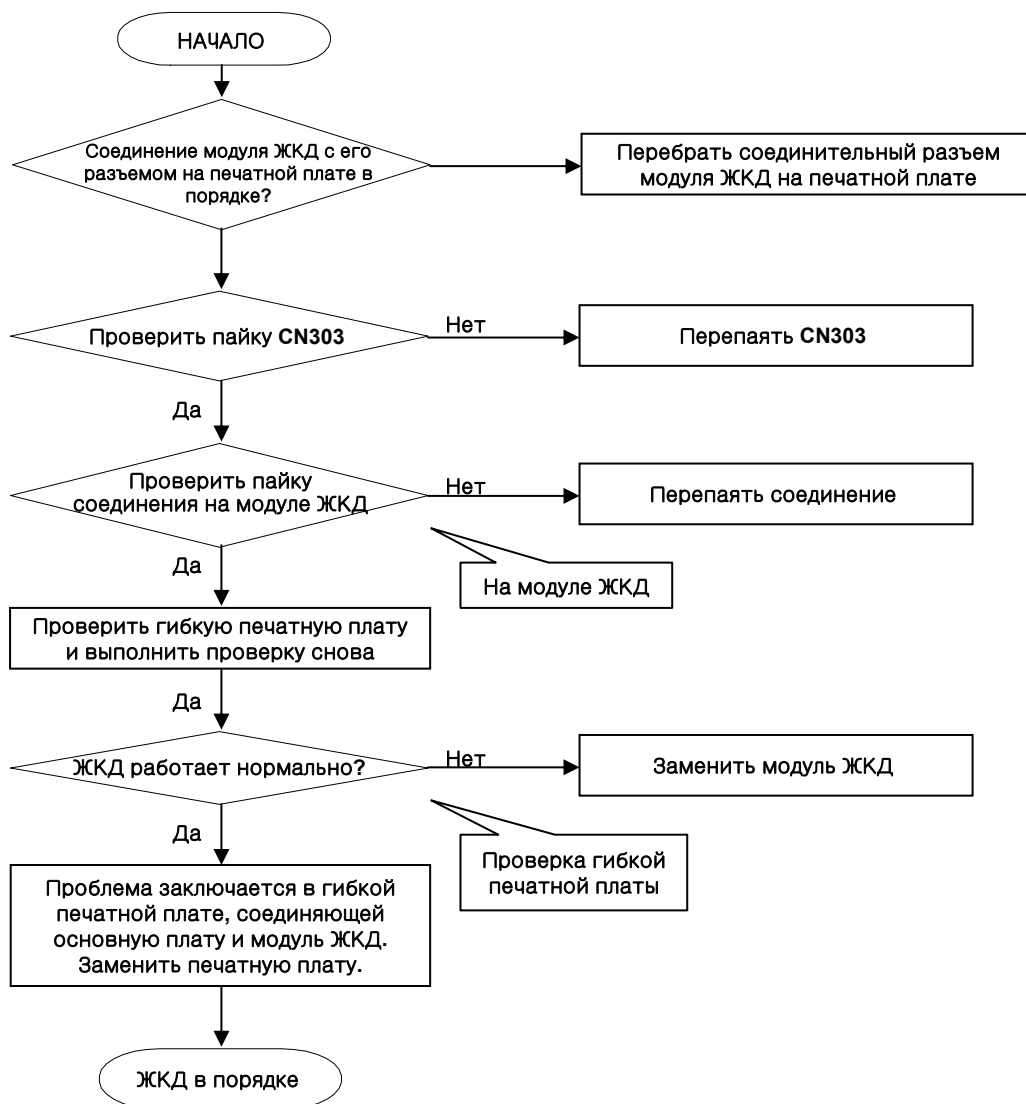 НАЧАЛО
Соединение модуля ЖКД с его
разъемом на печатной плате в
порядке?
Перебрать соединительный разъем
модуля ЖКД на печатной плате
Проверить пайку CN303
Нет
Перепаять CN303
Да
Проверить пайку
соединения на модуле ЖКД
Нет
Перепаять соединение
Да
На модуле ЖКД
Проверить гибкую печатную плату
и выполнить проверку снова
Да
ЖКД работает нормально?
Нет
Заменить модуль ЖКД
Да
Проверка гибкой
печатной платы
Проблема заключается в гибкой
печатной плате, соединяющей
основную плату и модуль ЖКД.
Заменить печатную плату.
ЖКД в порядке